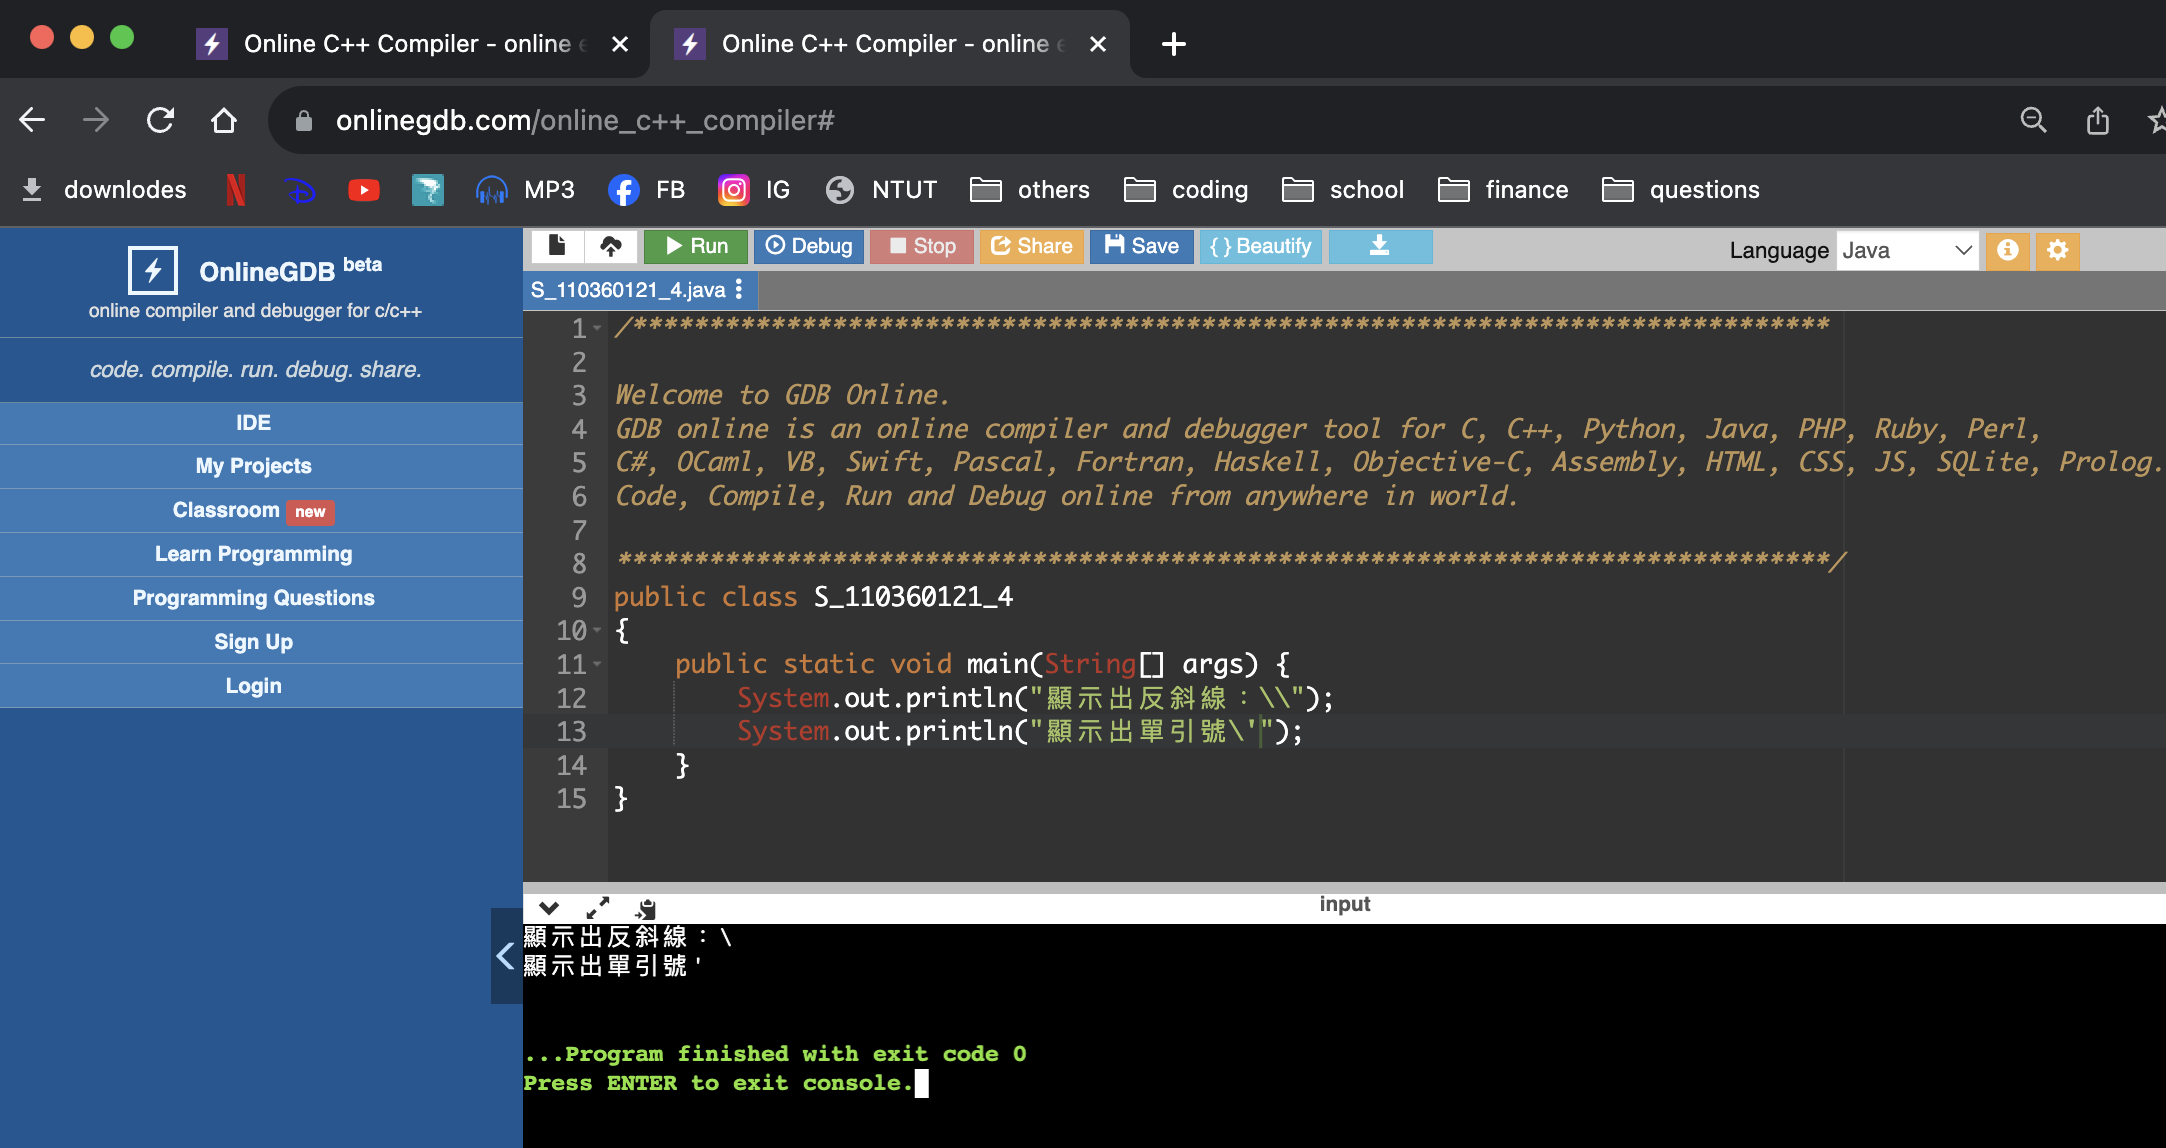 Online C++ Compiler - online e
Online C++ Compiler - online e
onlinegdb.com/online_c++_compiler#
downlodes MP3 FB IG NTUT others coding school finance questions
OnlineGDB beta
online compiler and debugger for c/c++
code. compile. run. debug. share.
IDE
My Projects
Classroom new
Learn Programming
Programming Questions
Sign Up
Login
Run Debug Stop Share Save { } Beautify Language Java
S_110360121_4.java
1 /******************************************************************************
2
3 Welcome to GDB Online.
4 GDB online is an online compiler and debugger tool for C, C++, Python, Java, PHP, Ruby, Perl,
5 C#, OCaml, VB, Swift, Pascal, Fortran, Haskell, Objective-C, Assembly, HTML, CSS, JS, SQLite, Prolog.
6 Code, Compile, Run and Debug online from anywhere in world.
7
8 *******************************************************************************/
9 public class S_110360121_4
10 {
11     public static void main(String[] args) {
12         System.out.println("顯示出反斜線：\\");
13         System.out.println("顯示出單引號\'");
14     }
15 }
input
顯示出反斜線：\
顯示出單引號'
...Program finished with exit code 0
Press ENTER to exit console.